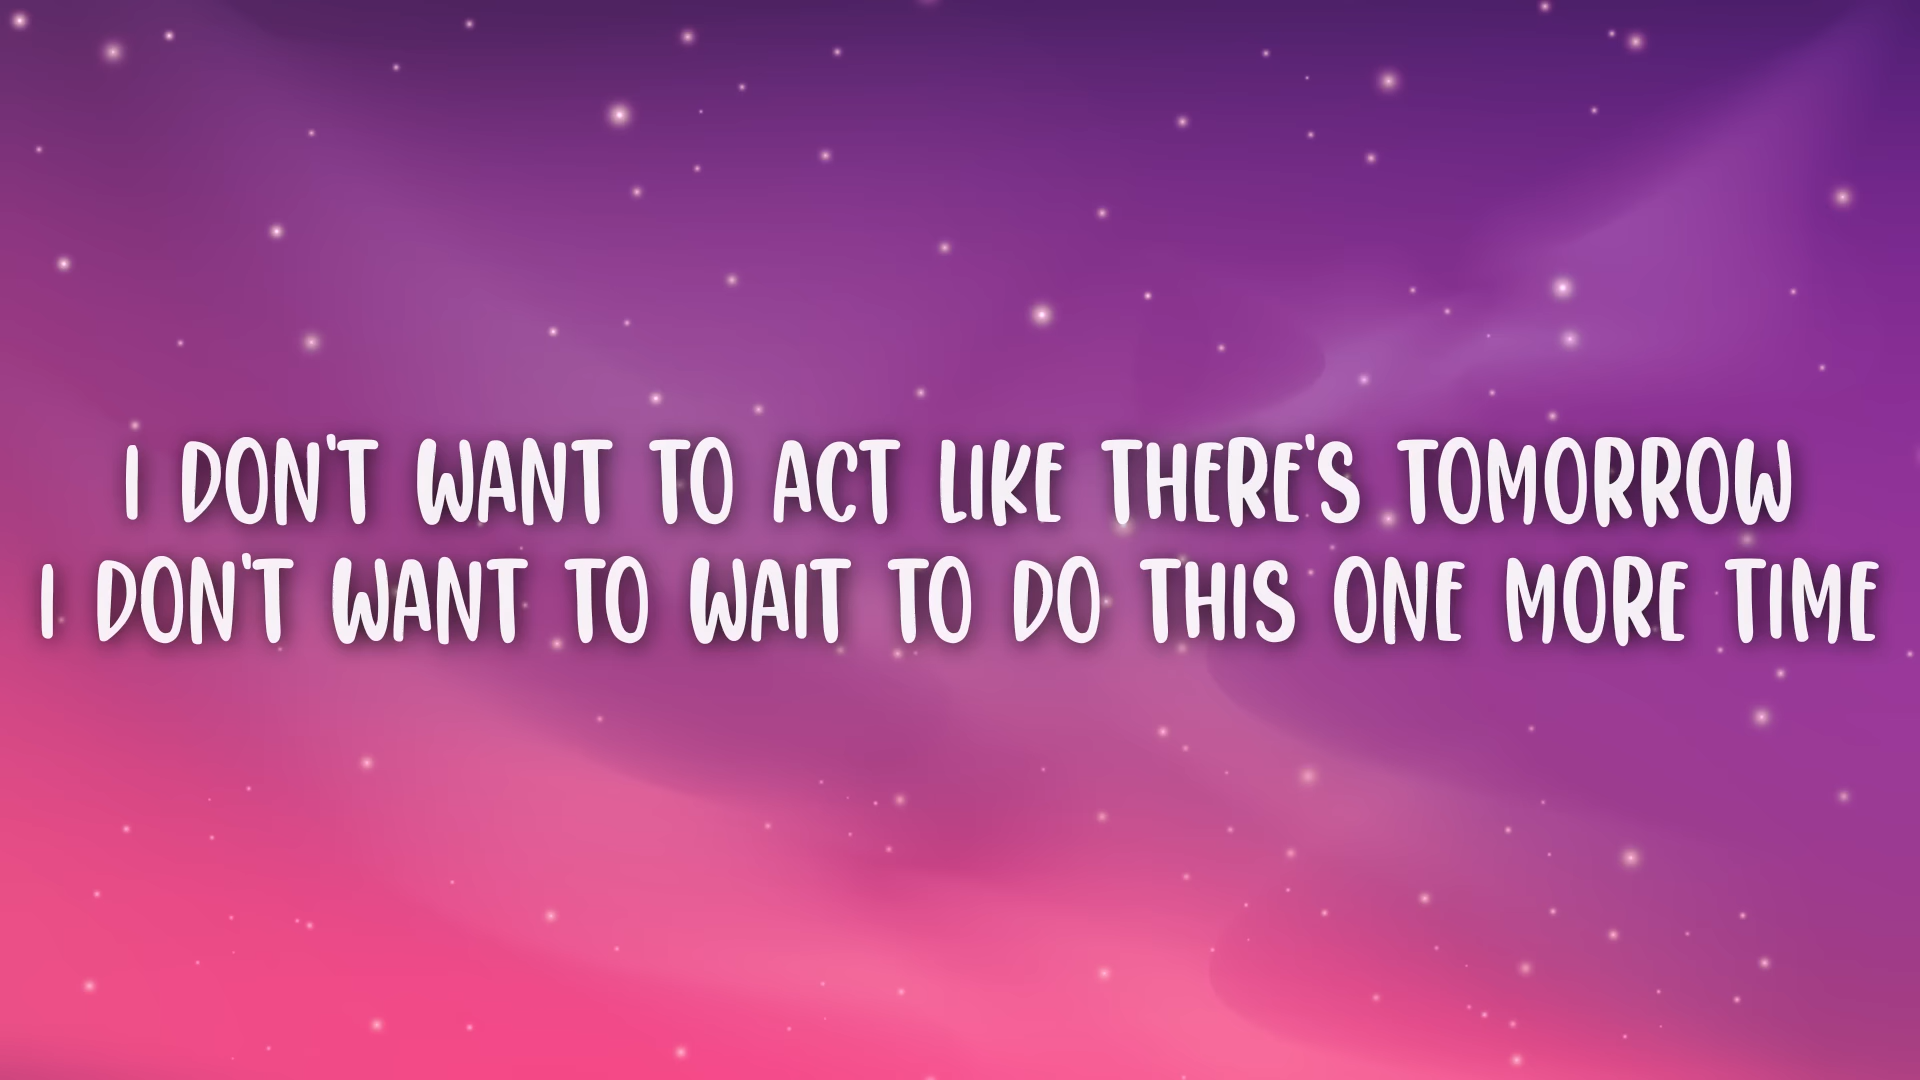 I DON'T WANT TO ACT LIKE THERE'S TOMORROW
I DON'T WANT TO WAIT TO DO THIS ONE MORE TIME